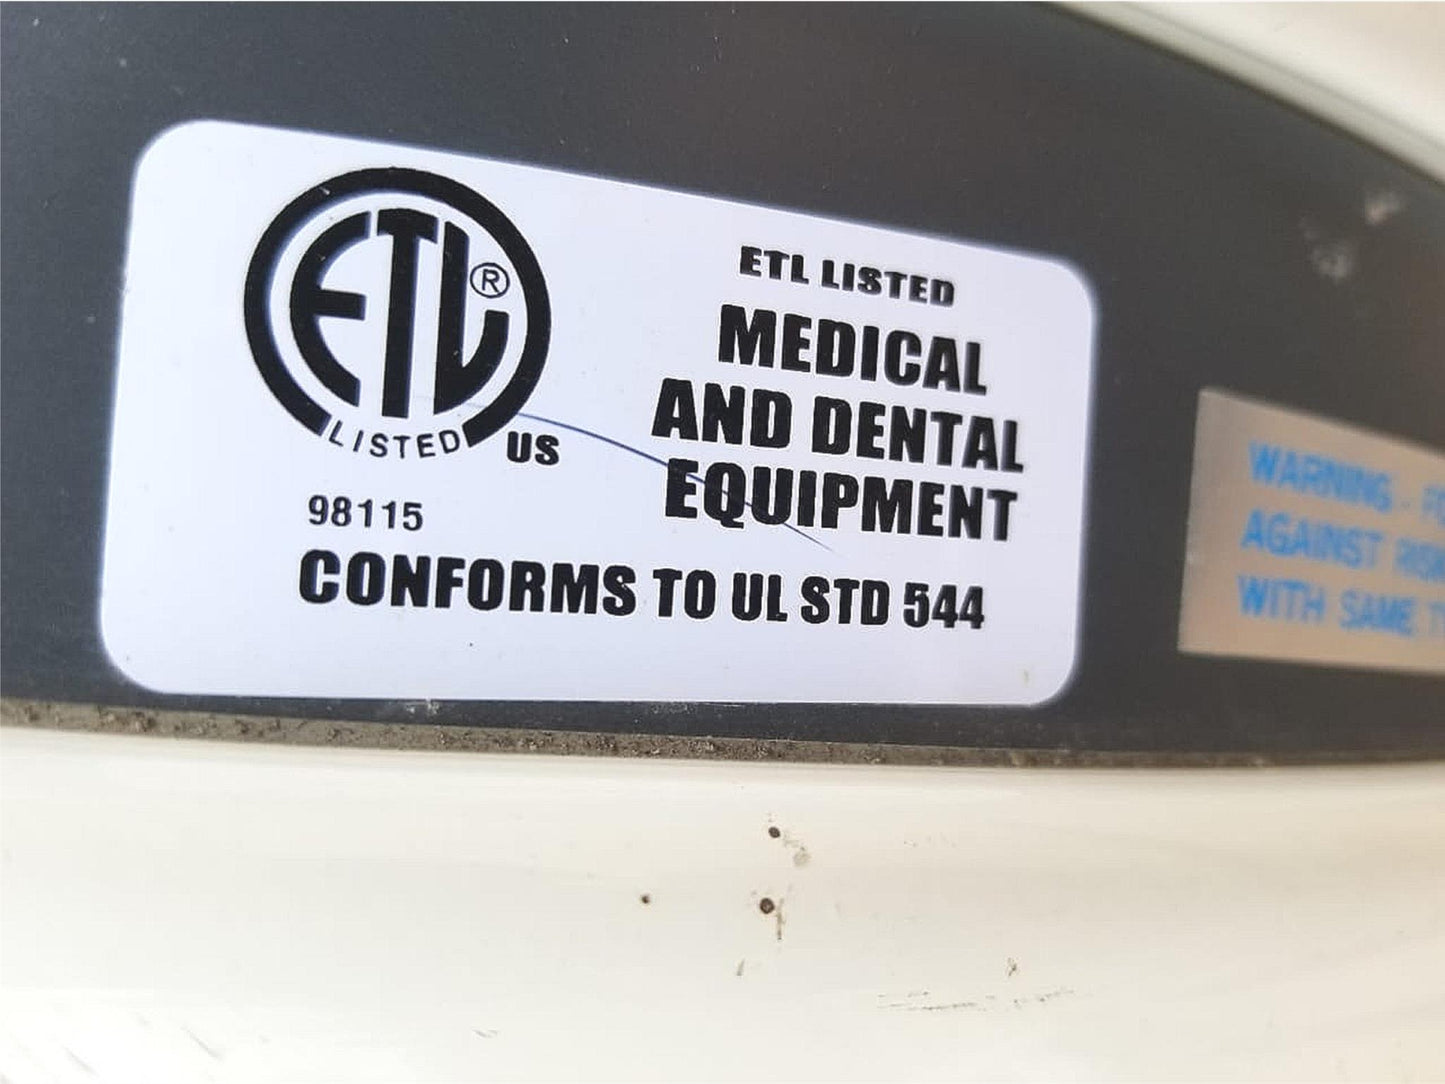 ETL®
LISTED
US
98115
ETL LISTED
MEDICAL
AND DENTAL
EQUIPMENT
CONFORMS TO UL STD 544
WARNING -
AGAINST
WITH SAME